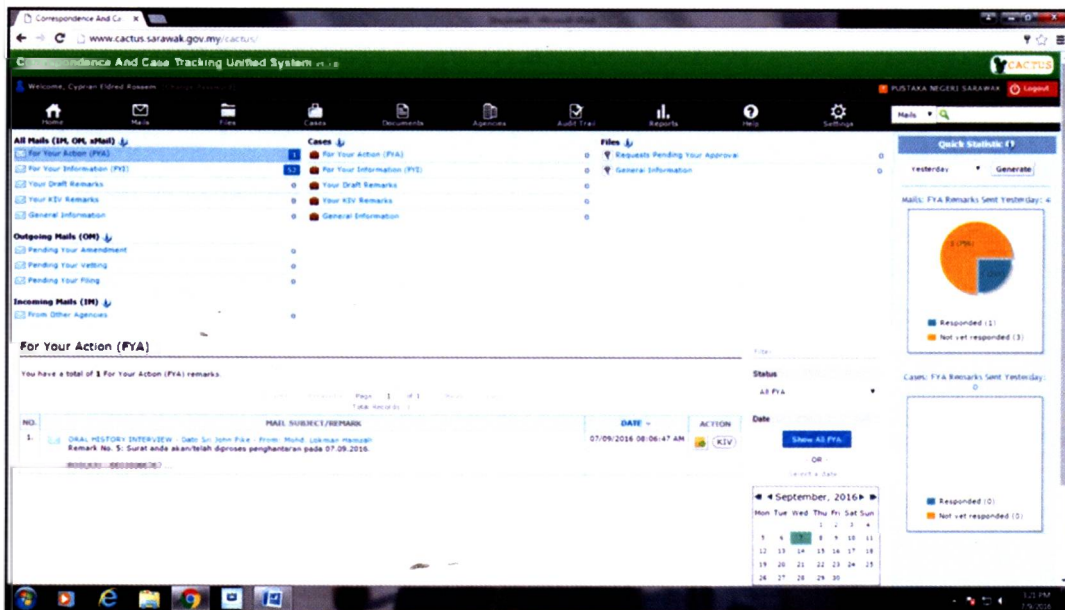 Correspondence And Ca
www.cactus.sarawak.gov.my/cactus/
Correspondence And Case Tracking Unified System
CACTUS
Welcome, Cyprian Eldred
PUSTAKA NEGERI SARAWAK
Logout
Home Mails Files Cases Documents Agencies Audit Trail Reports Help Settings
Mails
All Mails (IM, OM, xMail)
For Your Action (FYA) 1
For Your Information (FYI) 52
Your Draft Remarks 0
Your KIV Remarks 0
General Information 0
Outgoing Mails (OM)
Pending Your Amendment 0
Pending Your Vetting 0
Pending Your Filing 0
Incoming Mails (IM)
From Other Agencies 0
Cases
For Your Action (FYA) 0
For Your Information (FYI) 0
Your Draft Remarks 0
Your KIV Remarks 0
General Information 0
Files
Requests Pending Your Approval 0
General Information 0
Quick Statistic
Yesterday Generate
Mails: FYA Remarks Sent Yesterday: 4
Responded (1)
Not yet responded (3)
Cases: FYA Remarks Sent Yesterday:
0
Responded (0)
Not yet responded (0)
For Your Action (FYA)
You have a total of 1 For Your Action (FYA) remarks.
Page 1 of 1
Total Records
NO. MAIL SUBJECT/REMARK DATE ACTION
1. ORAL HISTORY INTERVIEW - Dato Sri John Pike - From: Mohd. Lokman 07/09/2016 08:06:47 AM KIV
Remark No. 5: Surat anda akan/telah diproses penghantaran pada 07.09.2016.
Filter
Status
All FYA
Date
Show All FYA
OR
Select a date
September, 2016
Mon Tue Wed Thu Fri Sat Sun
1 2 3 4
5 6 7 8 9 10 11
12 13 14 15 16 17 18
19 20 21 22 23 24 25
26 27 28 29 30
1:21 PM
7/9/2016